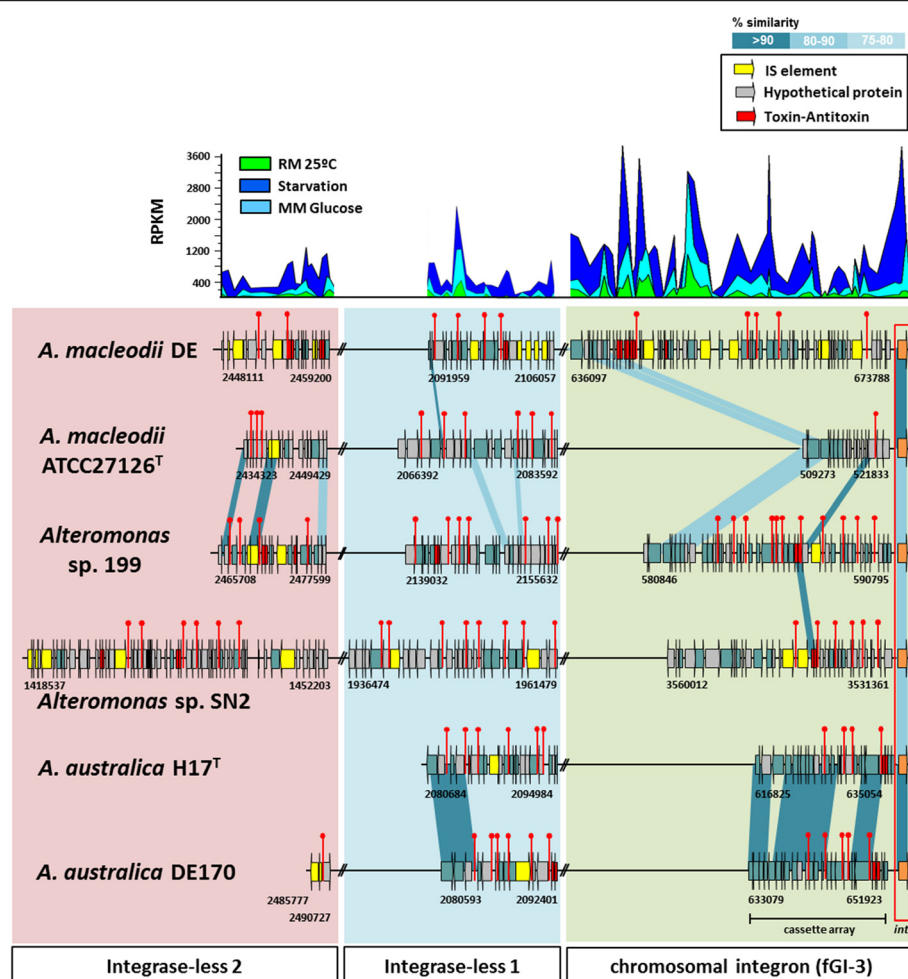 % similarity
>90 80-90 75-80
IS element
Hypothetical protein
Toxin-Antitoxin
3600
2800
2000
1200
400
RPKM
RM 25ºC
Starvation
MM Glucose
A. macleodii DE
2448111 2459200 2091959 2106057 636097 673788
A. macleodii
ATCC27126T
2434323 2449429 2066392 2083592 509273 521833
Alteromonas
sp. 199
2465708 2477599 2139032 2155632 580846 590795
1418537 1452203 1936474 1961479 3560012 3531361
Alteromonas sp. SN2
A. australica H17T
2080684 2094984 616825 635054
A. australica DE170
2485777
2490727
2080593 2092401 633079 651923
cassette array
int
Integrase-less 2 Integrase-less 1 chromosomal integron (fGI-3)